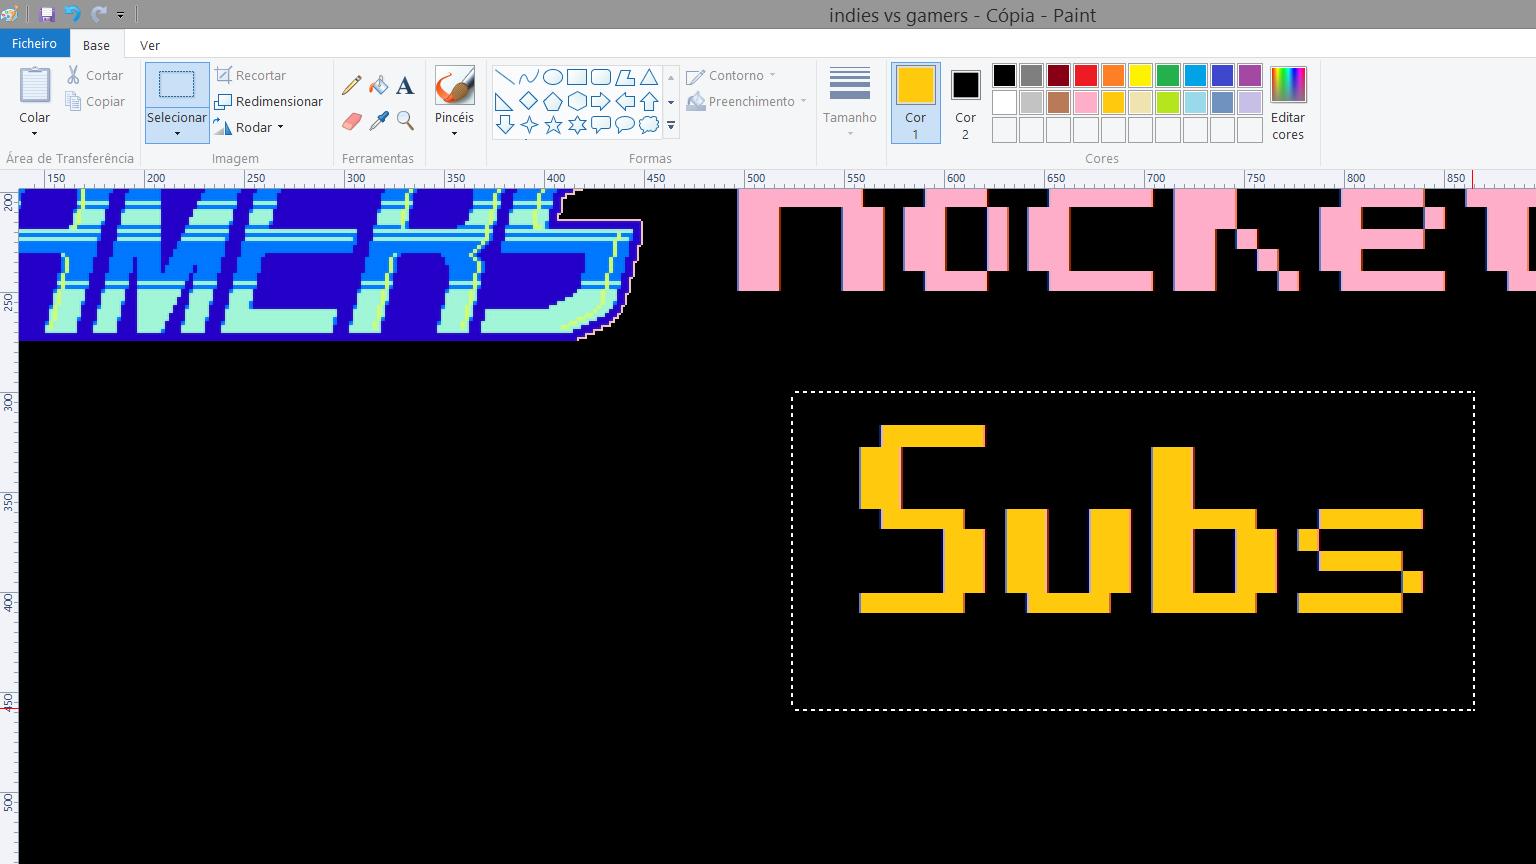 indies vs gamers - Cópia - Paint
Ficheiro Base Ver
Colar
Cortar
Copiar
Área de Transferência
Selecionar
Recortar
Redimensionar
Rodar
Imagem
A
Ferramentas
Pincéis
Contorno
Preenchimento
Formas
Tamanho
Cor
1
Cor
2
Editar
cores
Cores
150 200 250 300 350 400 450 500 550 600 650 700 750 800 850
200
250
300
350
400
450
500
Subs